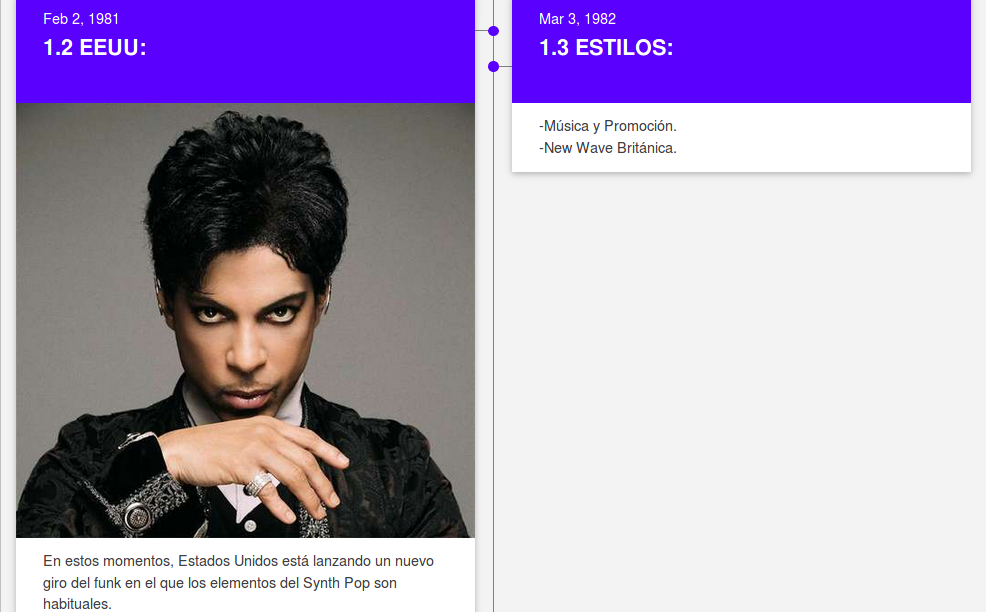 Feb 2, 1981
1.2 EEUU:
En estos momentos, Estados Unidos está lanzando un nuevo
giro del funk en el que los elementos del Synth Pop son
habituales.
Mar 3, 1982
1.3 ESTILOS:
-Música y Promoción.
-New Wave Británica.